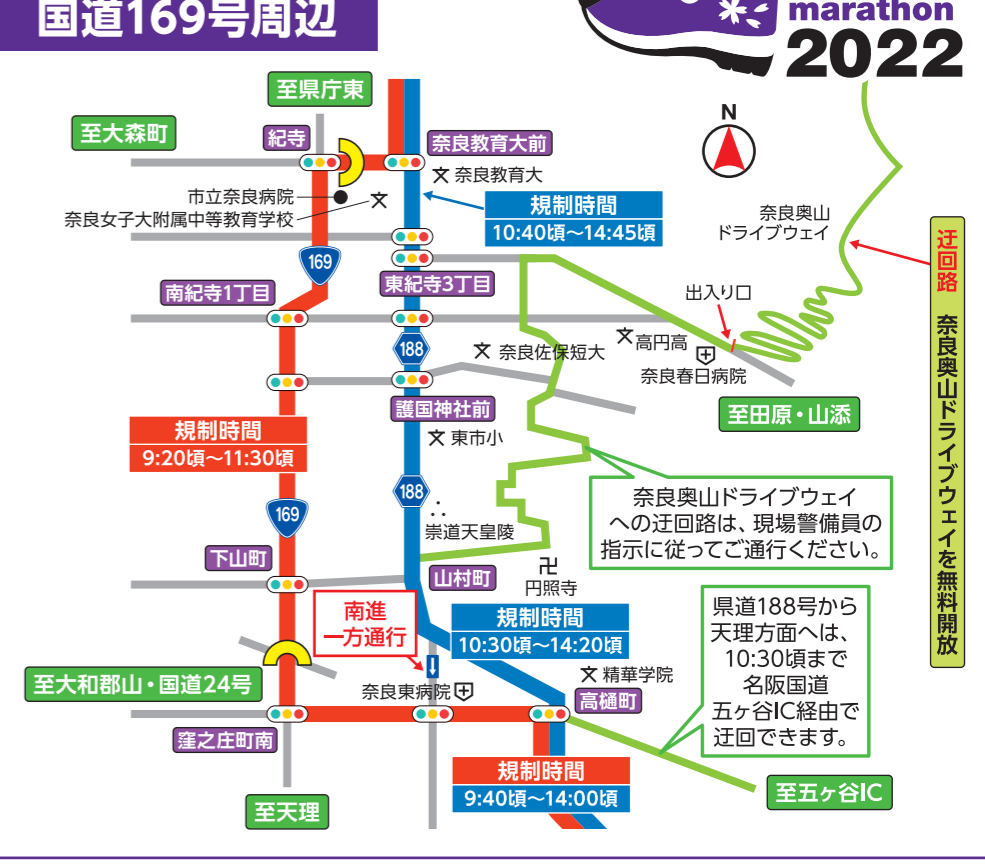 国道169号周辺
marathon
2022
至県庁東
至大森町
紀寺
奈良教育大前
N
文 奈良教育大
市立奈良病院
奈良女子大附属中等教育学校
文
規制時間
10:40頃～14:45頃
奈良奥山
ドライブウェイ
169
東紀寺3丁目
南紀寺1丁目
出入り口
188
文 奈良佐保短大
文 高円高
奈良春日病院
護国神社前
至田原・山添
規制時間
9:20頃～11:30頃
文 東市小
迂回路 奈良奥山ドライブウェイを無料開放
188
169
崇道天皇陵
奈良奥山ドライブウェイ
への迂回路は、現場警備員の
指示に従ってご通行ください。
下山町
山村町
卍
円照寺
南進
一方通行
規制時間
10:30頃～14:20頃
県道188号から
天理方面へは、
10:30頃まで
名阪国道
五ヶ谷IC経由で
迂回できます。
至大和郡山・国道24号
奈良東病院
文 精華学院
高樋町
窪之庄町南
規制時間
9:40頃～14:00頃
至五ヶ谷IC
至天理